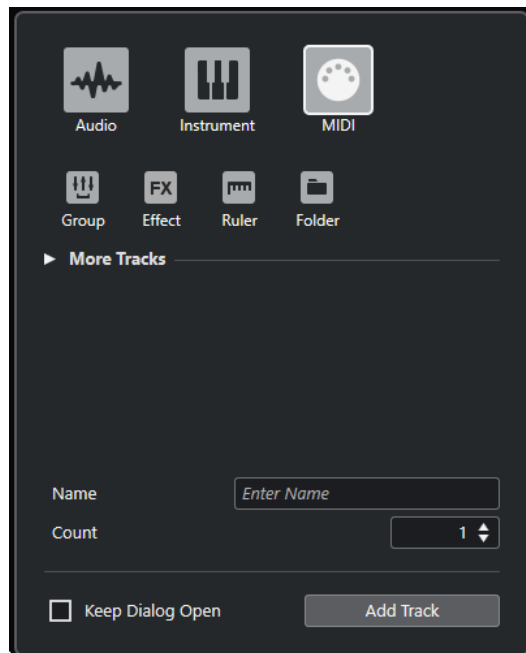 Audio
Instrument
MIDI
FX
Group
Effect
Ruler
Folder
More Tracks
Name
Enter Name
Count
1
Keep Dialog Open
Add Track